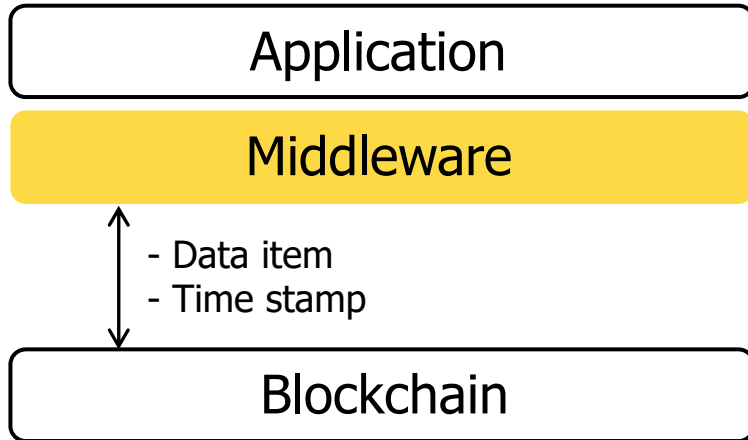 Application
Middleware
- Data item
- Time stamp
Blockchain